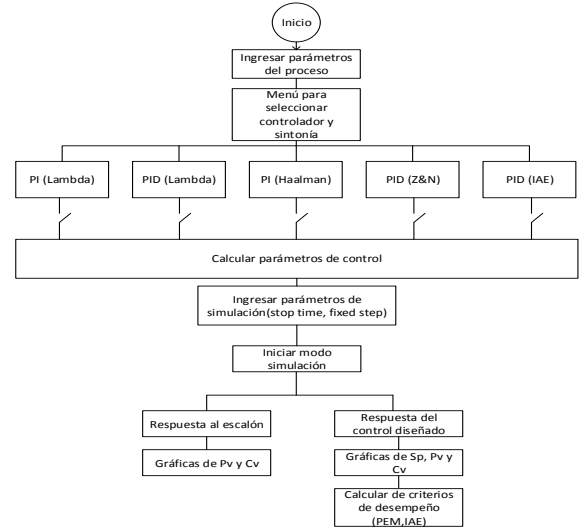 Inicio
Ingresar parámetros
del proceso
Menú para
seleccionar
controlador y
sintonía
PI (Lambda)
PID (Lambda)
PI (Haalman)
PID (Z&N)
PID (IAE)
Calcular parámetros de control
Ingresar parámetros de
simulación(stop time, fixed step)
Iniciar modo
simulación
Respuesta al escalón
Respuesta del
control diseñado
Gráficas de Pv y Cv
Gráficas de Sp, Pv y
Cv
Calcular de criterios
de desempeño
(PEM,IAE)